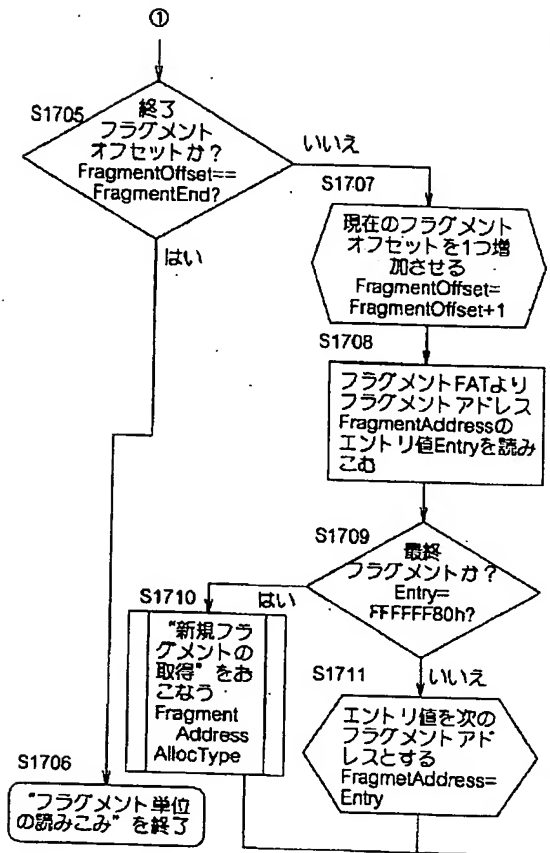 ①
S1705
終了
フラグメント
オフセットか？
FragmentOffset==
FragmentEnd?
いいえ
はい
S1707
現在のフラグメント
オフセットを1つ増
加させる
FragmentOffset=
FragmentOffset+1
S1708
フラグメントFATより
フラグメントアドレス
FragmentAddressの
エントリ値Entryを読み
こむ
S1709
最終
フラグメントか？
Entry=
FFFFFF80h?
はい
いいえ
S1710
“新規フラ
グメントの
取得”をお
こなう
Fragment
Address
AllocType
S1711
エントリ値を次の
フラグメントアド
レスとする
FragmetAddress=
Entry
S1706
“フラグメント単位
の読みこみ”を終了